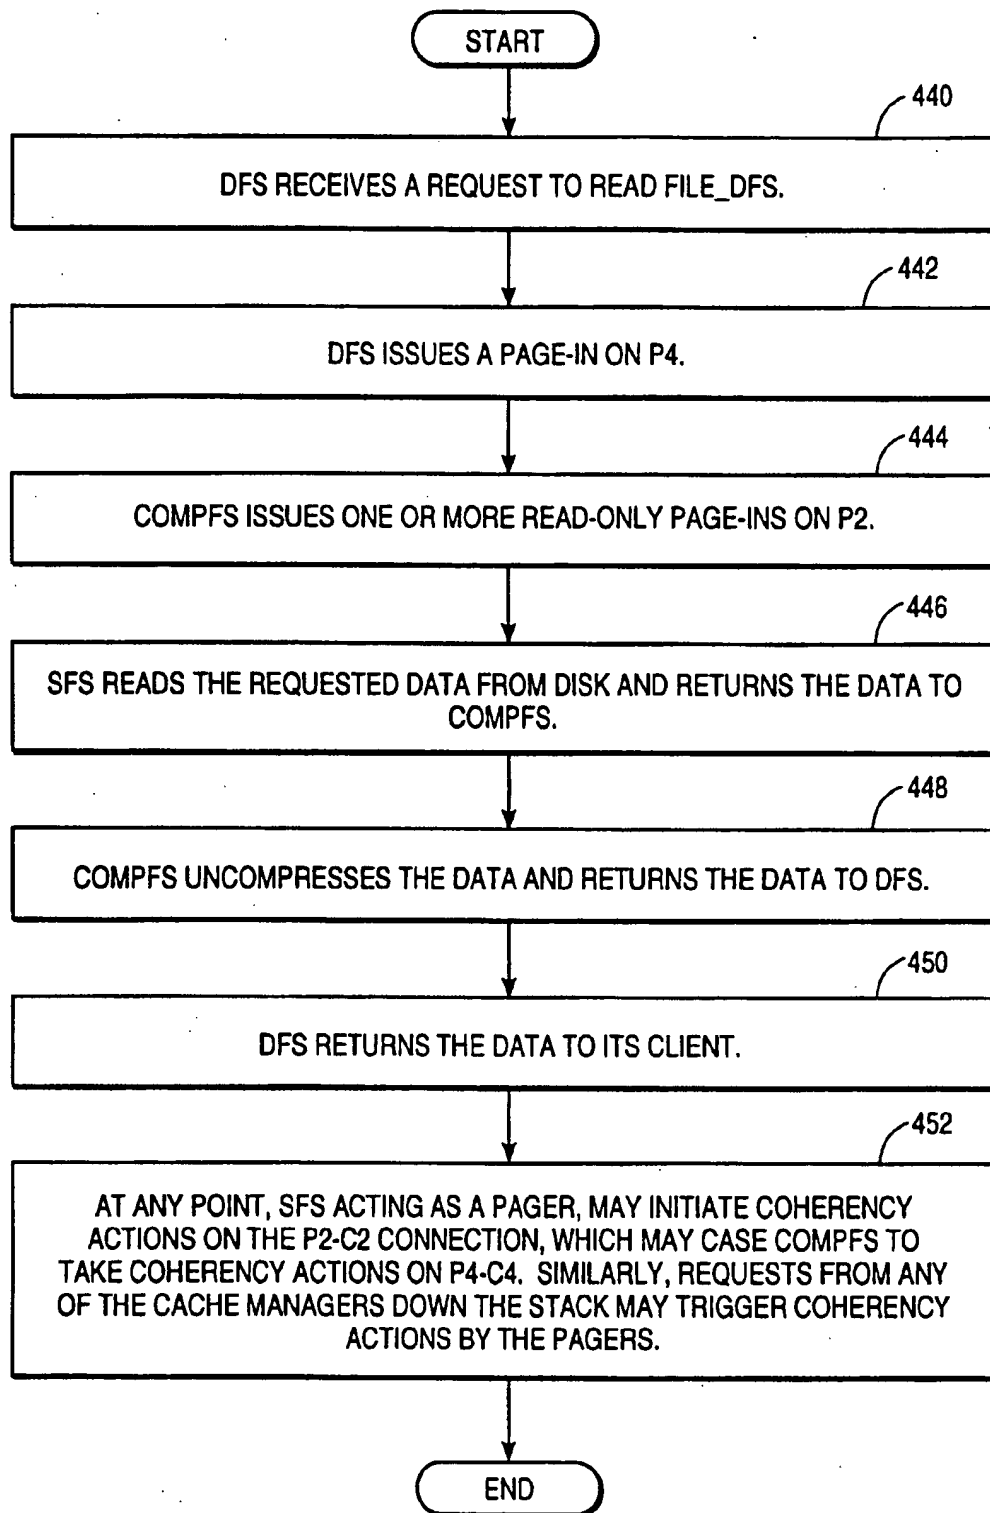 START
440
DFS RECEIVES A REQUEST TO READ FILE_DFS.
442
DFS ISSUES A PAGE-IN ON P4.
444
COMPFS ISSUES ONE OR MORE READ-ONLY PAGE-INS ON P2.
446
SFS READS THE REQUESTED DATA FROM DISK AND RETURNS THE DATA TO
COMPFS.
448
COMPFS UNCOMPRESSES THE DATA AND RETURNS THE DATA TO DFS.
450
DFS RETURNS THE DATA TO ITS CLIENT.
452
AT ANY POINT, SFS ACTING AS A PAGER, MAY INITIATE COHERENCY
ACTIONS ON THE P2-C2 CONNECTION, WHICH MAY CASE COMPFS TO
TAKE COHERENCY ACTIONS ON P4-C4. SIMILARLY, REQUESTS FROM ANY
OF THE CACHE MANAGERS DOWN THE STACK MAY TRIGGER COHERENCY
ACTIONS BY THE PAGERS.
END